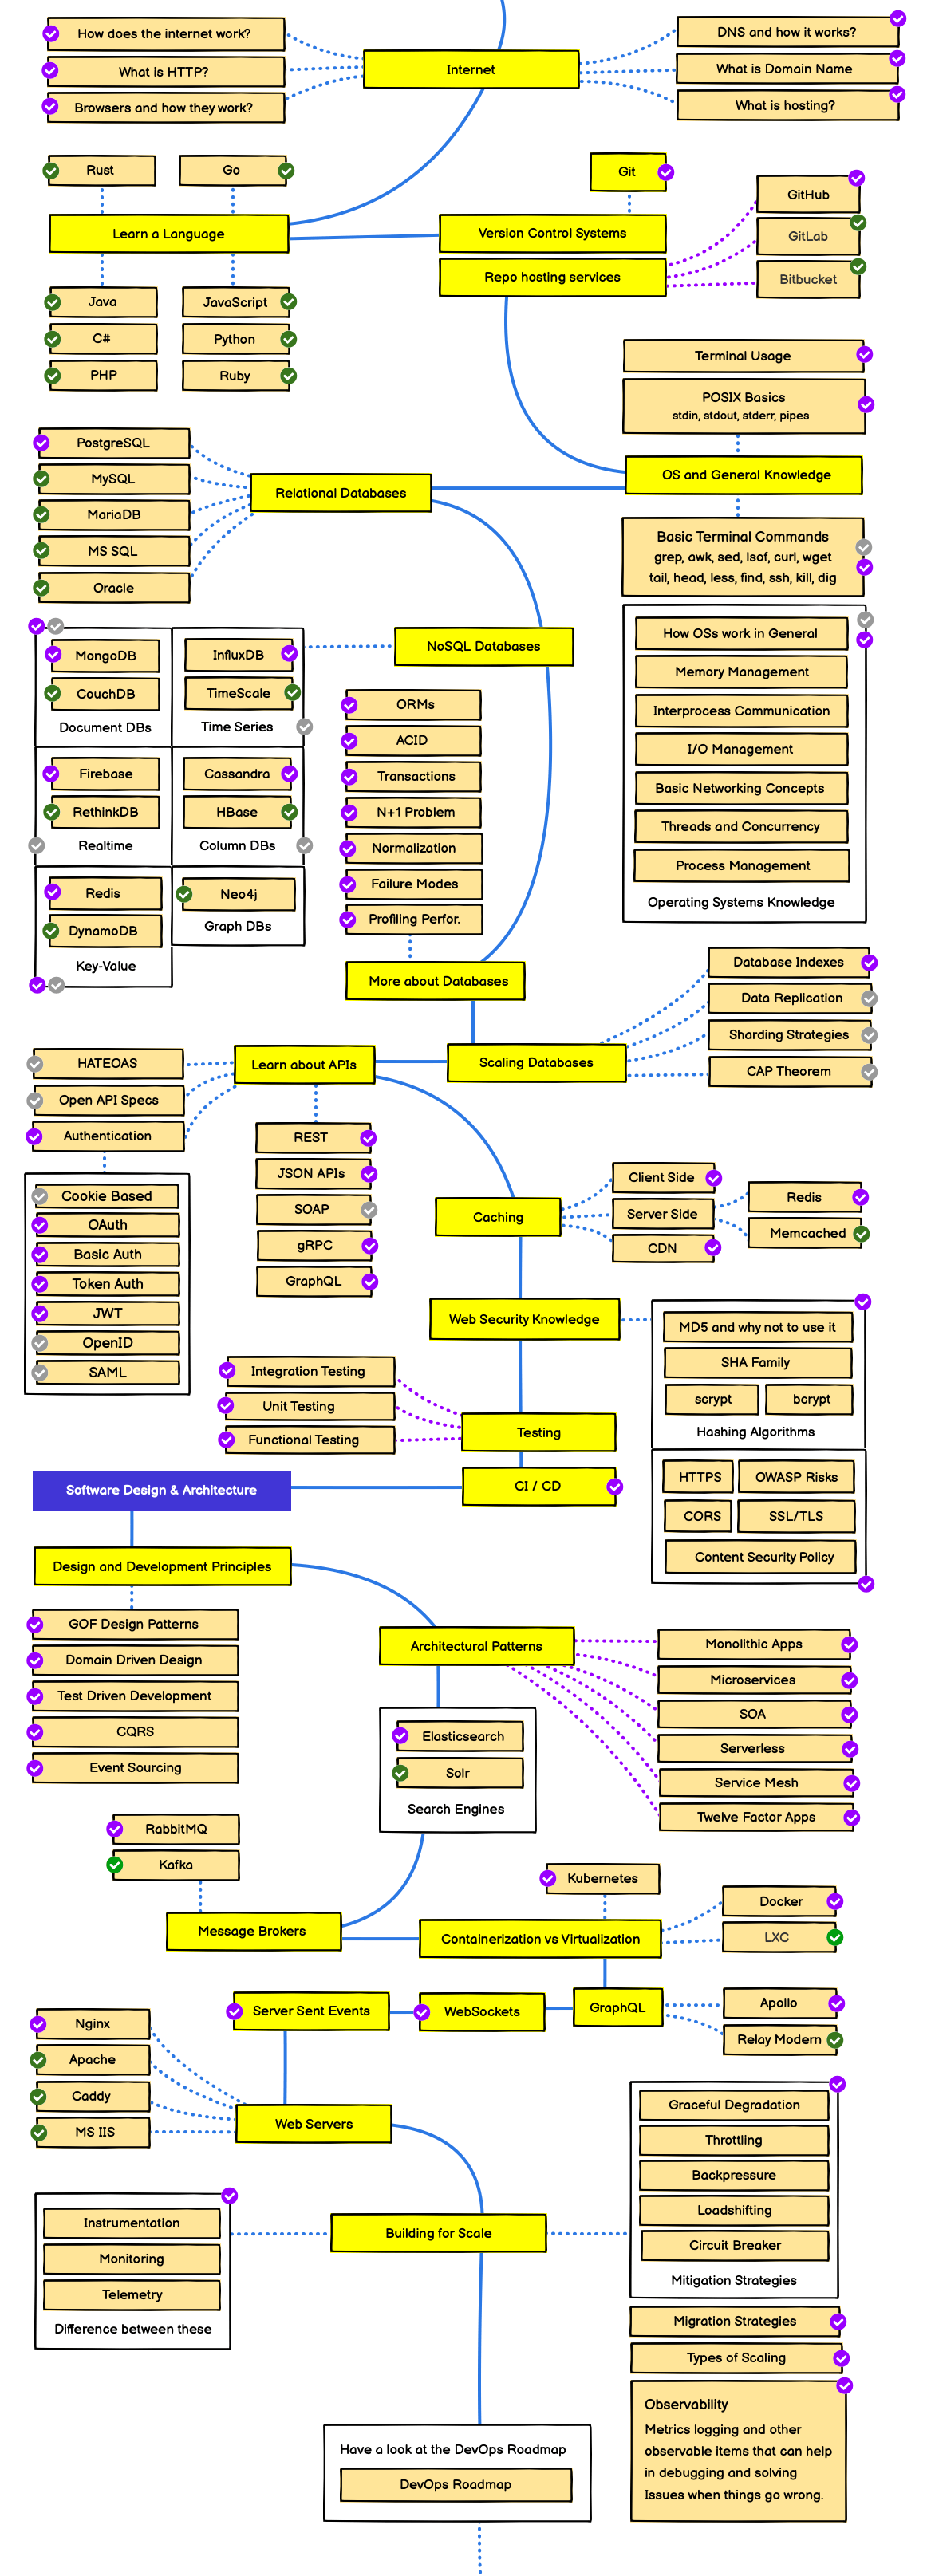 How does the internet work?
What is HTTP?
Browsers and how they work?
Internet
DNS and how it works?
What is Domain Name
What is hosting?
Rust
Go
Learn a Language
Java
JavaScript
C#
Python
PHP
Ruby
Git
Version Control Systems
Repo hosting services
GitHub
GitLab
Bitbucket
Terminal Usage
POSIX Basics
stdin, stdout, stderr, pipes
OS and General Knowledge
Basic Terminal Commands
grep, awk, sed, lsof, curl, wget
tail, head, less, find, ssh, kill, dig
How OSs work in General
Memory Management
Interprocess Communication
I/O Management
Basic Networking Concepts
Threads and Concurrency
Process Management
Operating Systems Knowledge
PostgreSQL
MySQL
MariaDB
MS SQL
Oracle
Relational Databases
NoSQL Databases
MongoDB
CouchDB
Document DBs
InfluxDB
TimeScale
Time Series
Firebase
RethinkDB
Realtime
Cassandra
HBase
Column DBs
Redis
DynamoDB
Key-Value
Neo4j
Graph DBs
ORMs
ACID
Transactions
N+1 Problem
Normalization
Failure Modes
Profiling Perfor.
More about Databases
Database Indexes
Data Replication
Sharding Strategies
CAP Theorem
Scaling Databases
Learn about APIs
HATEOAS
Open API Specs
Authentication
Cookie Based
OAuth
Basic Auth
Token Auth
JWT
OpenID
SAML
REST
JSON APIs
SOAP
gRPC
GraphQL
Caching
Client Side
Server Side
CDN
Redis
Memcached
Web Security Knowledge
MD5 and why not to use it
SHA Family
scrypt
bcrypt
Hashing Algorithms
HTTPS
OWASP Risks
CORS
SSL/TLS
Content Security Policy
Integration Testing
Unit Testing
Functional Testing
Testing
CI / CD
Software Design & Architecture
Design and Development Principles
GOF Design Patterns
Domain Driven Design
Test Driven Development
CQRS
Event Sourcing
Architectural Patterns
Monolithic Apps
Microservices
SOA
Serverless
Service Mesh
Twelve Factor Apps
Elasticsearch
Solr
Search Engines
RabbitMQ
Kafka
Message Brokers
Kubernetes
Containerization vs Virtualization
Docker
LXC
Server Sent Events
WebSockets
GraphQL
Apollo
Relay Modern
Nginx
Apache
Caddy
MS IIS
Web Servers
Graceful Degradation
Throttling
Backpressure
Loadshifting
Circuit Breaker
Mitigation Strategies
Instrumentation
Monitoring
Telemetry
Difference between these
Building for Scale
Migration Strategies
Types of Scaling
Observability
Metrics logging and other
observable items that can help
in debugging and solving
Issues when things go wrong.
Have a look at the DevOps Roadmap
DevOps Roadmap